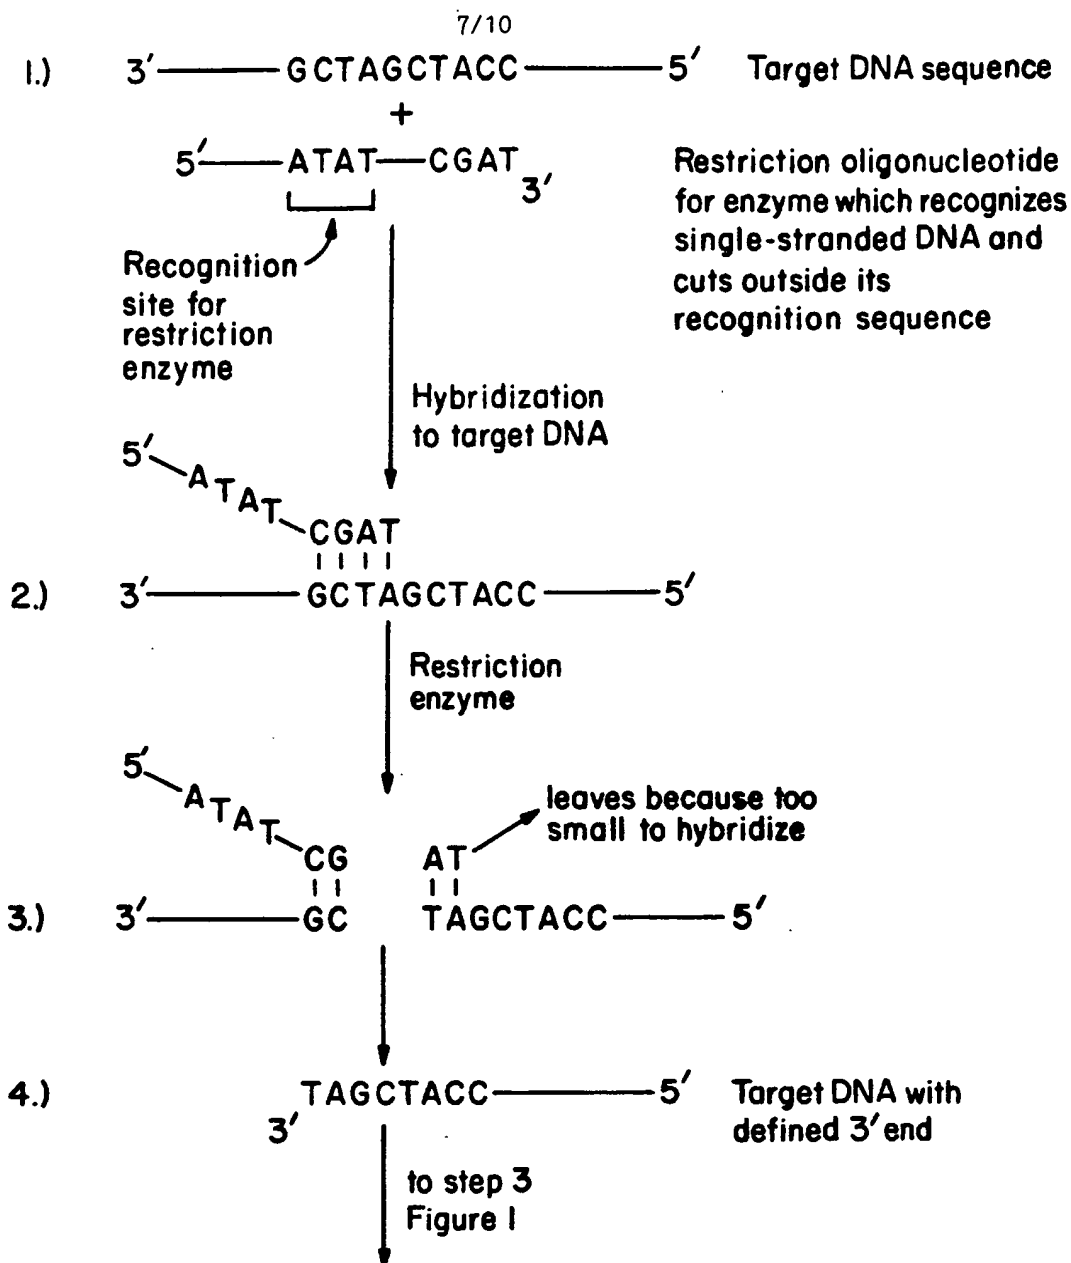 7/10
1.) 3′ GCTAGCTACC 5′ Target DNA sequence
+
5′ ATAT CGAT 3′
Restriction oligonucleotide
for enzyme which recognizes
single-stranded DNA and
cuts outside its
recognition sequence
Recognition
site for
restriction
enzyme
Hybridization
to target DNA
5′ ATAT CGAT
2.) 3′ GCTAGCTACC 5′
Restriction
enzyme
5′ ATAT CG AT
leaves because too
small to hybridize
3.) 3′ GC TAGCTACC 5′
4.) 3′ TAGCTACC 5′
Target DNA with
defined 3′ end
to step 3
Figure 1